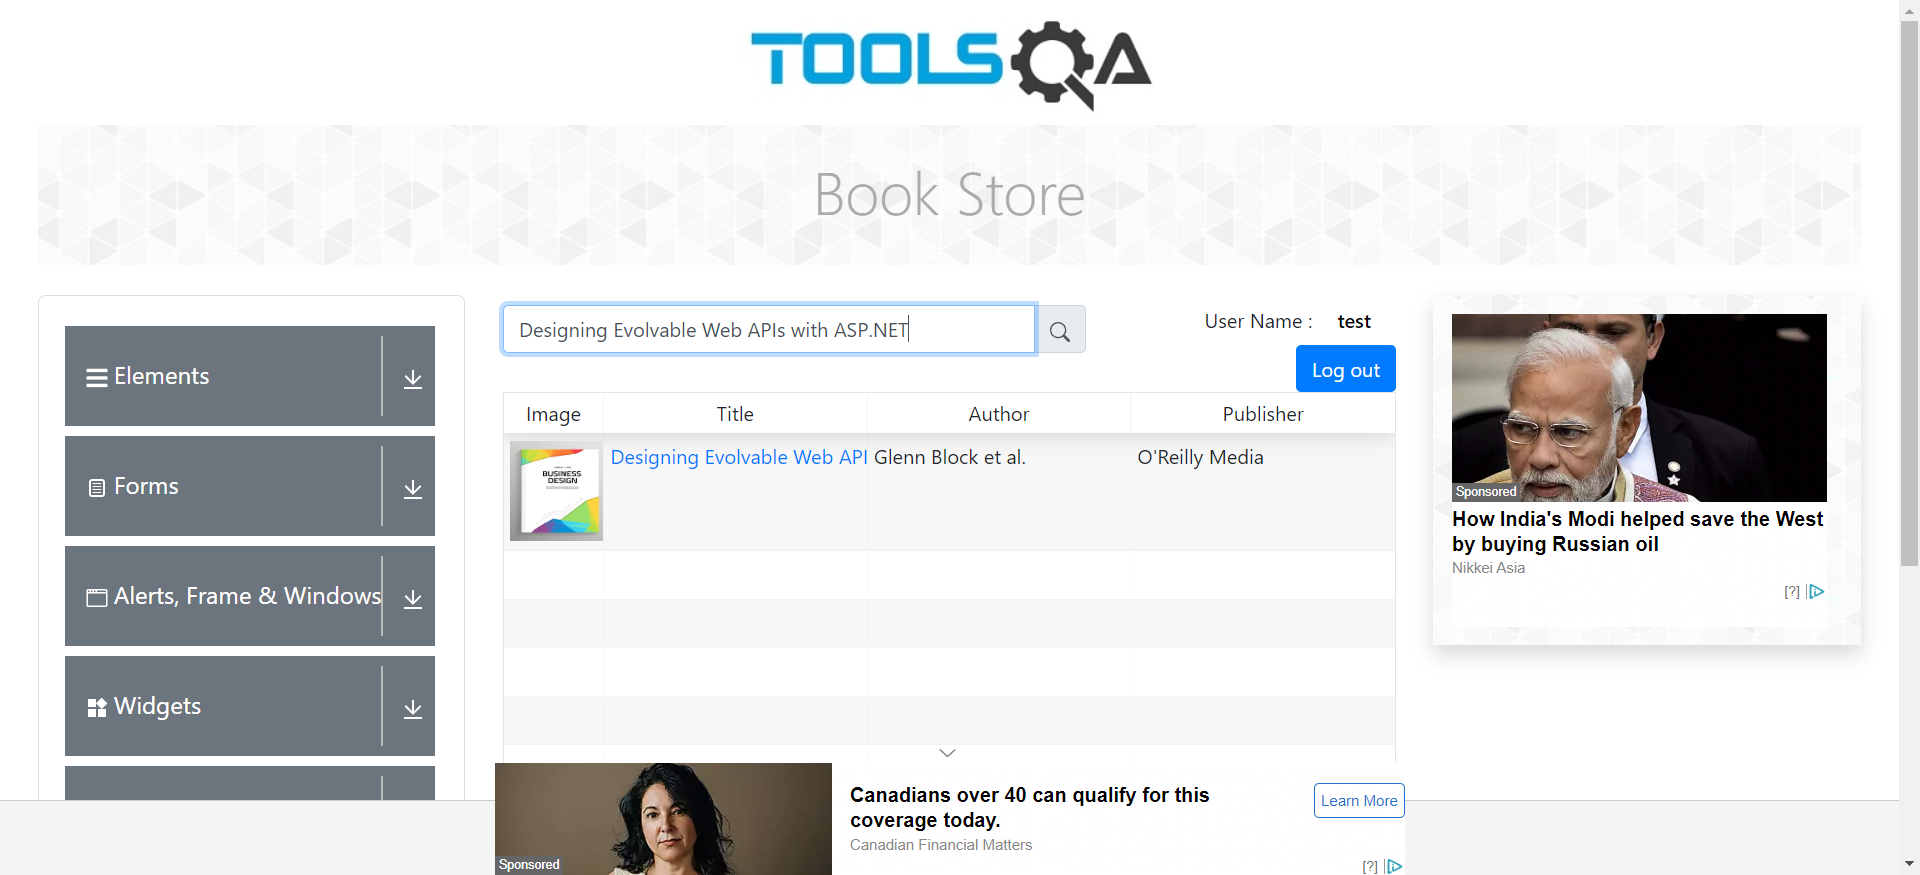 TOOLSQA
Book Store
Elements
Forms
Alerts, Frame & Windows
Widgets
Designing Evolvable Web APIs with ASP.NET
User Name : test
Log out
Image Title Author Publisher
BUSINESS
DESIGN
Designing Evolvable Web API Glenn Block et al. O'Reilly Media
Sponsored
How India's Modi helped save the West
by buying Russian oil
Nikkei Asia
[?]
Sponsored
Canadians over 40 can qualify for this
coverage today.
Canadian Financial Matters
Learn More
[?]